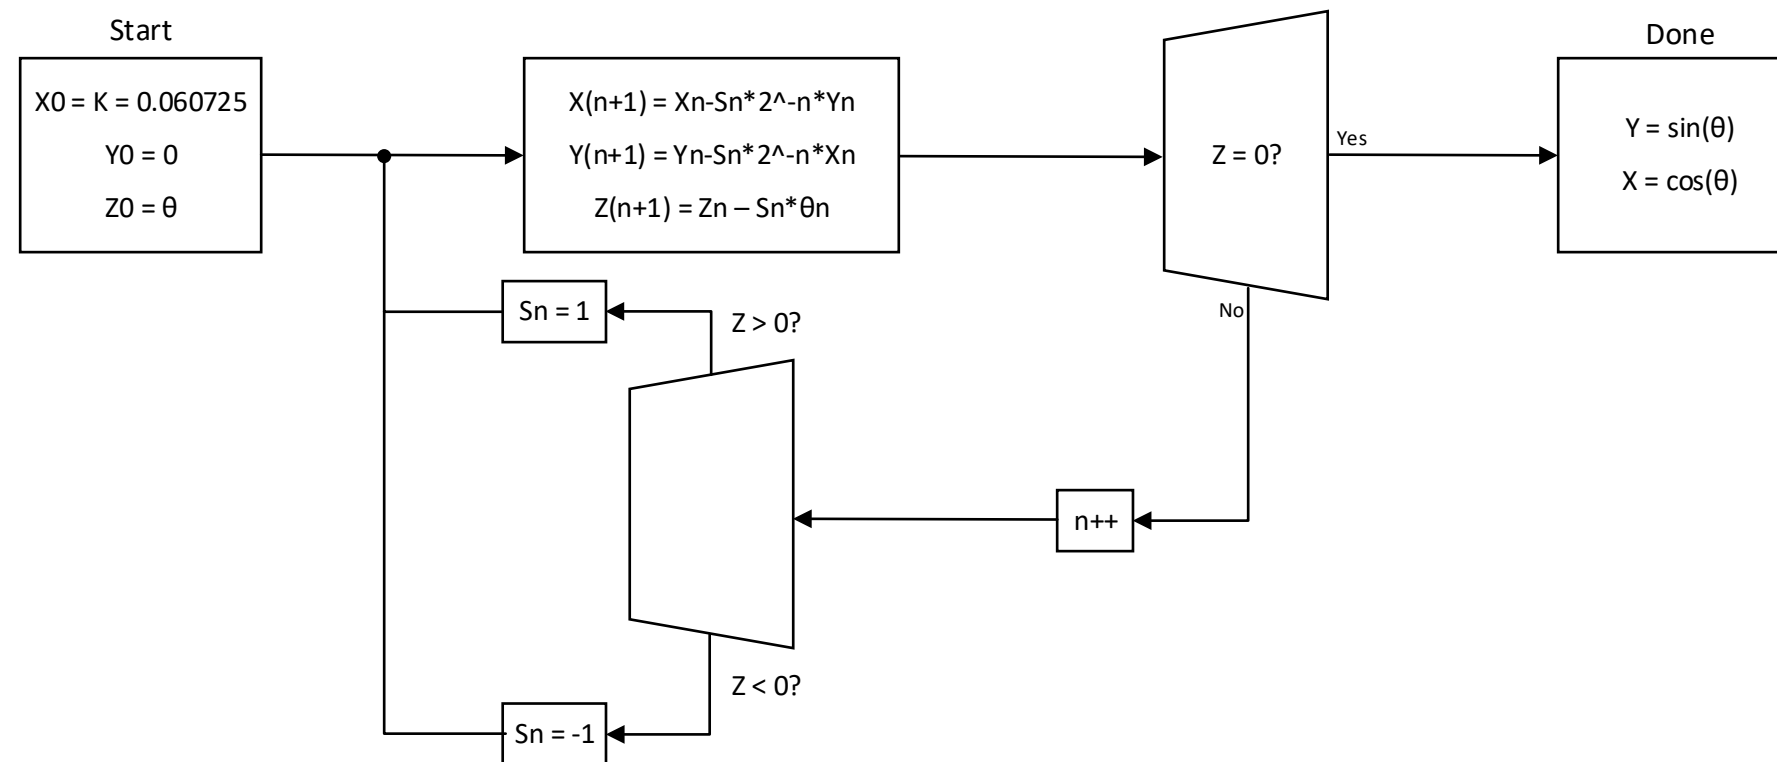 Start
X0 = K = 0.060725
Y0 = 0
Z0 = θ
X(n+1) = Xn-Sn*2^-n*Yn
Y(n+1) = Yn-Sn*2^-n*Xn
Z(n+1) = Zn – Sn*θn
Z = 0?
Yes
No
Done
Y = sin(θ)
X = cos(θ)
Sn = 1
Z > 0?
n++
Z < 0?
Sn = -1